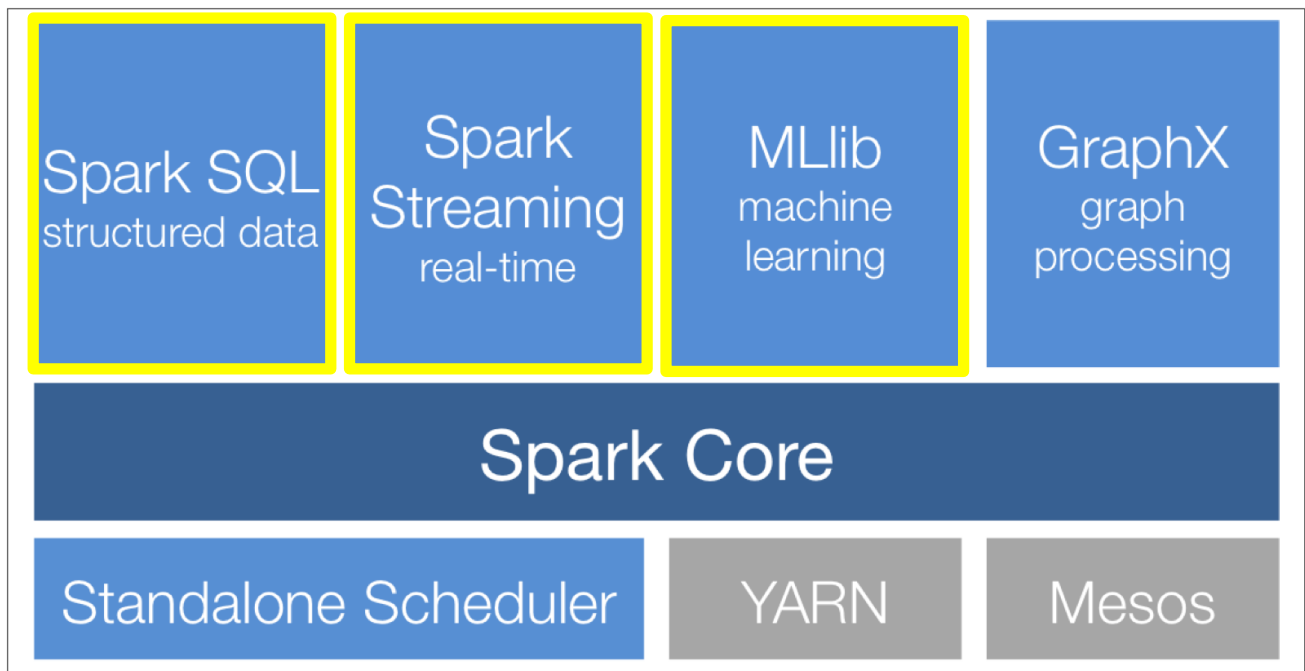 Spark SQL
structured data
Spark
Streaming
real-time
MLlib
machine
learning
GraphX
graph
processing
Spark Core
Standalone Scheduler
YARN
Mesos